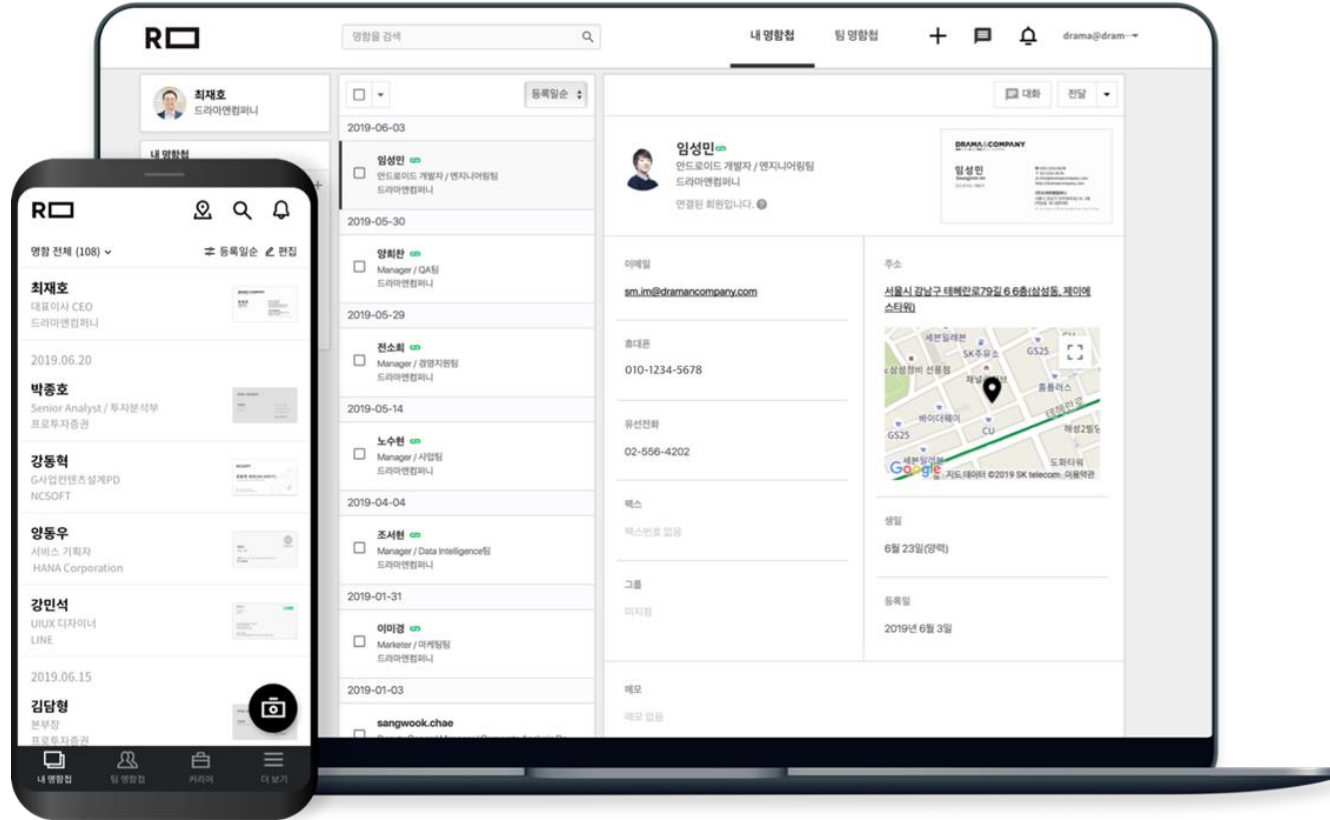 R
명함을 검색
내 명함첩
팀 명함첩
drama@dram···
최재호
드라마앤컴퍼니
내 명함첩
등록일순
2019-06-03
임성민
안드로이드 개발자 / 엔지니어링팀
드라마앤컴퍼니
2019-05-30
양희찬
Manager / QA팀
드라마앤컴퍼니
2019-05-29
전소희
Manager / 경영지원팀
드라마앤컴퍼니
2019-05-14
노수현
Manager / 사업팀
드라마앤컴퍼니
2019-04-04
조서현
Manager / Data Intelligence팀
드라마앤컴퍼니
2019-01-31
이미경
Marketer / 마케팅팀
드라마앤컴퍼니
2019-01-03
sangwook.chae
대화
전달
임성민
안드로이드 개발자 / 엔지니어링팀
드라마앤컴퍼니
연결된 회원입니다.
DRAMA&COMPANY
임성민
이메일
sm.im@dramancompany.com
휴대폰
010-1234-5678
유선전화
02-556-4202
팩스
팩스번호 없음
그룹
미지정
주소
서울시 강남구 테헤란로79길 6 6층(삼성동, 제이에
스타워)
세븐일레븐
SK주유소
GS25
삼성정비 선릉점
홈플러스
바이더웨이
테헤란로
CU
GS25
해성2빌딩
세븐일레븐
도화타워
Google
지도 데이터 ©2019 SK telecom
이용약관
생일
6월 23일(양력)
등록일
2019년 6월 3일
메모
메모 없음
R
명함 전체 (108)
등록일순
편집
최재호
대표이사 CEO
드라마앤컴퍼니
2019.06.20
박종호
Senior Analyst / 투자분석부
프로투자증권
강동혁
G사업컨텐츠설계PD
NCSOFT
양동우
서비스 기획자
HANA Corporation
강민석
UIUX 디자이너
LINE
2019.06.15
김담형
본부장
프로투자증권
내 명함첩
팀 명함첩
커리어
더 보기